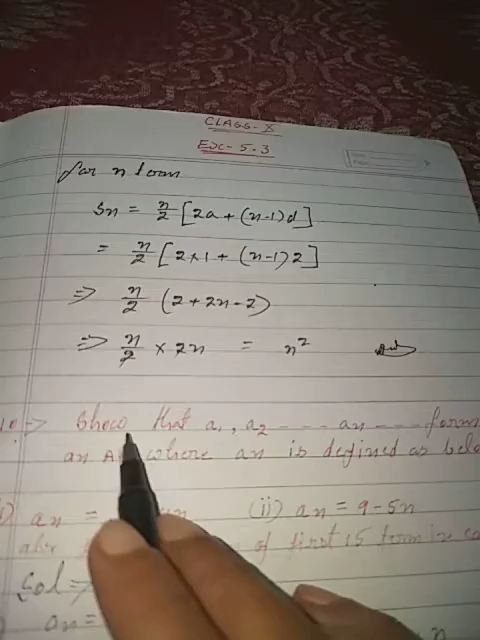 CLASS-X
EXC-5.3
for n term
Sn = n/2 [2a + (n-1)d]
= n/2 [2×1 + (n-1)2]
=> n/2 (2+2n-2)
=> n/2 × 2n = n²
10 -> Show that a1, a2 --- an --- form
an where an is defined as belo
an = (ii) an = 9-5n
of first 15 term in
Sol
an =
n